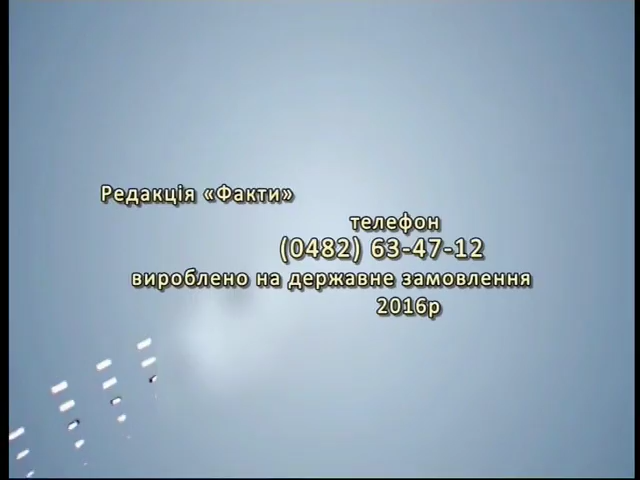 Редакція «Факти»
телефон
(0482) 63-47-12
вироблено на державне замовлення
2016р